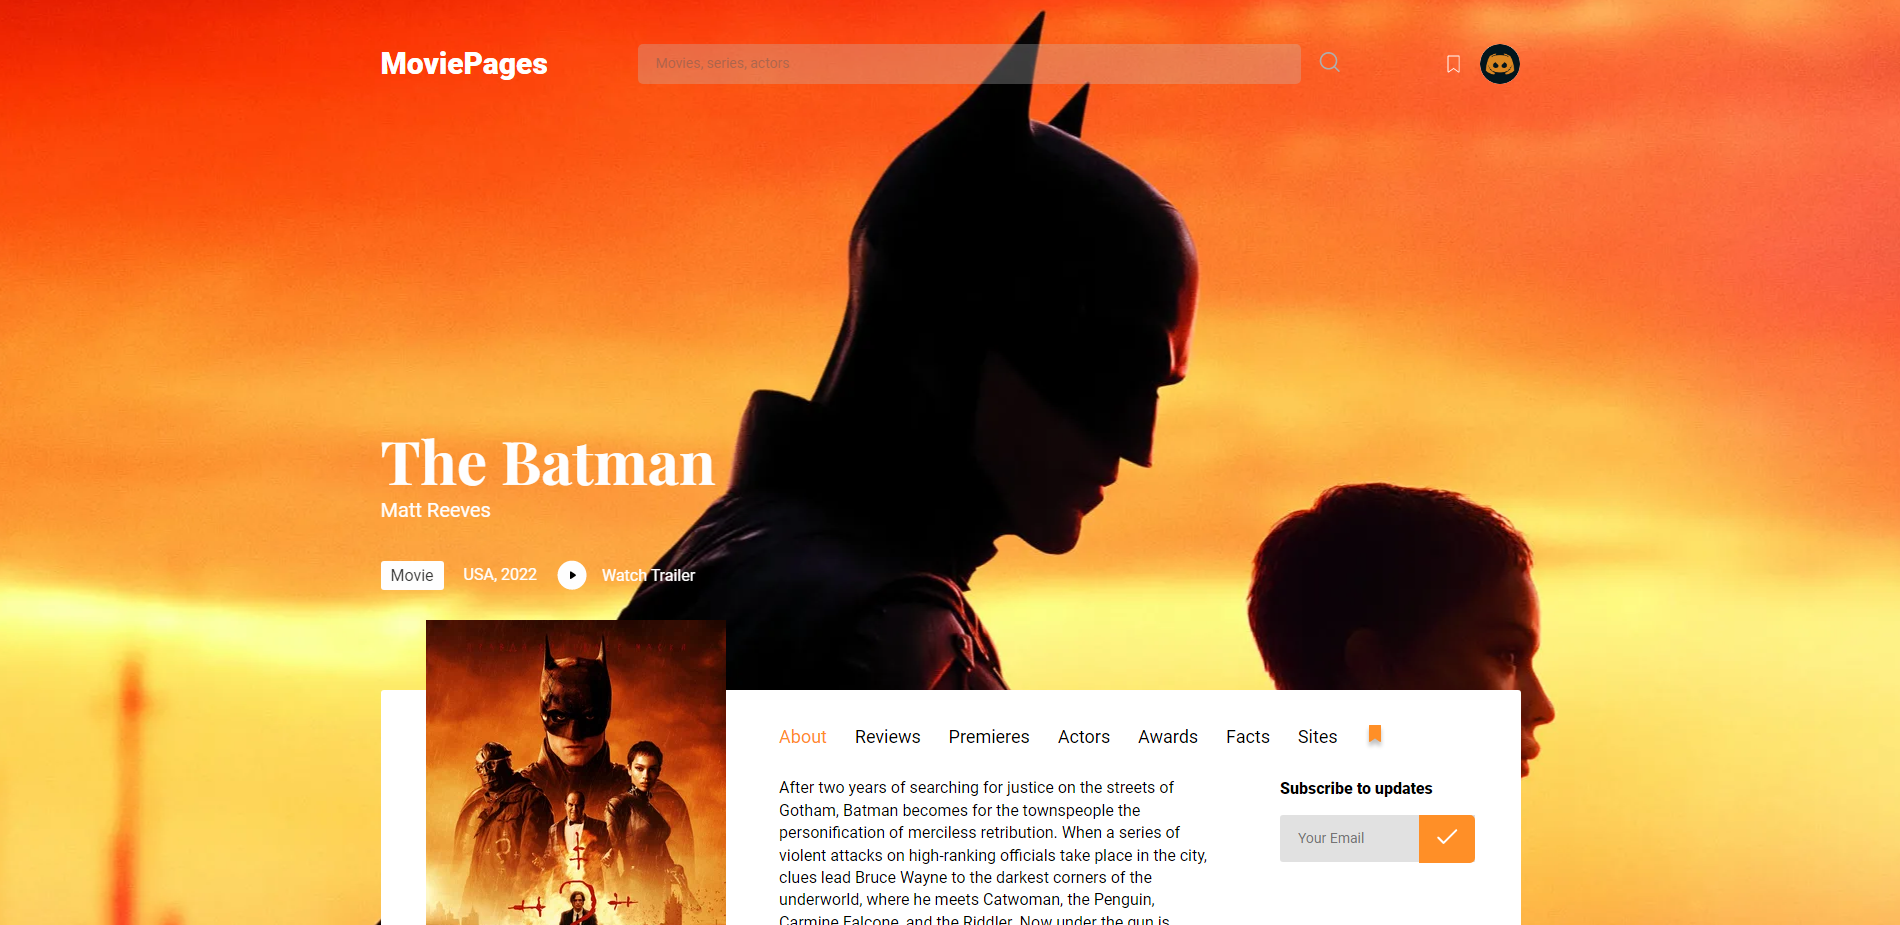 MoviePages
Movies, series, actors
The Batman
Matt Reeves
Movie
USA, 2022
Watch Trailer
About Reviews Premieres Actors Awards Facts Sites
After two years of searching for justice on the streets of
Gotham, Batman becomes for the townspeople the
personification of merciless retribution. When a series of
violent attacks on high-ranking officials take place in the city,
clues lead Bruce Wayne to the darkest corners of the
underworld, where he meets Catwoman, the Penguin,
Carmine Falcone, and the Riddler. Now under the gun is
Subscribe to updates
Your Email